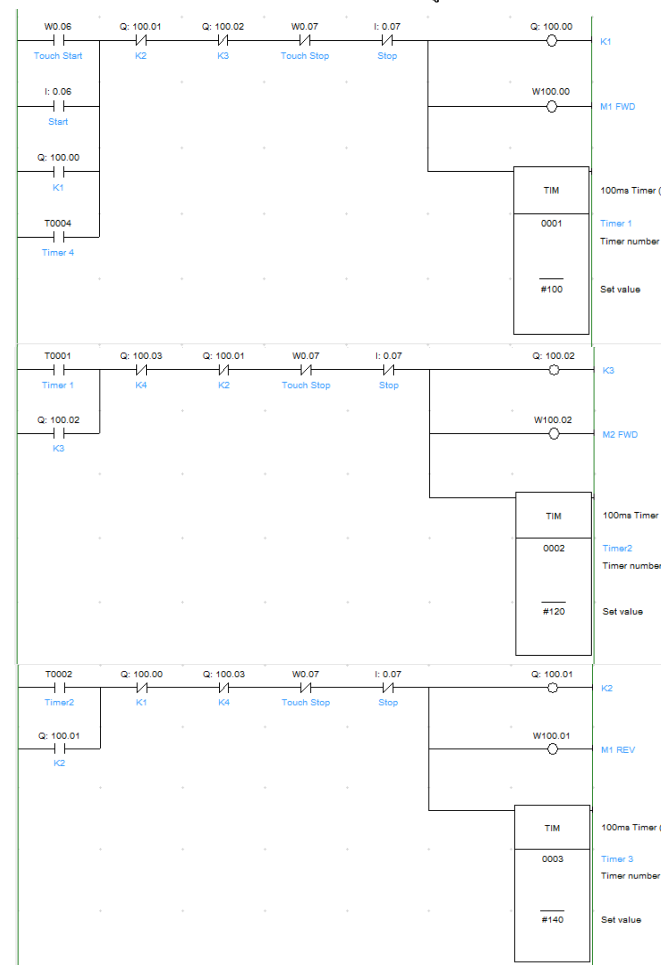 W0.06 Q: 100.01 Q: 100.02 W0.07 I: 0.07 Q: 100.00
Touch Start K2 K3 Touch Stop Stop K1
I: 0.06 W100.00
Start M1 FWD
Q: 100.00
K1 TIM 100ms Timer (
T0004 0001 Timer 1
Timer 4 Timer number
#100 Set value
T0001 Q: 100.03 Q: 100.01 W0.07 I: 0.07 Q: 100.02
Timer 1 K4 K2 Touch Stop Stop K3
Q: 100.02 W100.02
K3 M2 FWD
TIM 100ms Timer
0002 Timer2
Timer number
#120 Set value
T0002 Q: 100.00 Q: 100.03 W0.07 I: 0.07 Q: 100.01
Timer2 K1 K4 Touch Stop Stop K2
Q: 100.01 W100.01
K2 M1 REV
TIM 100ms Timer (
0003 Timer 3
Timer number
#140 Set value